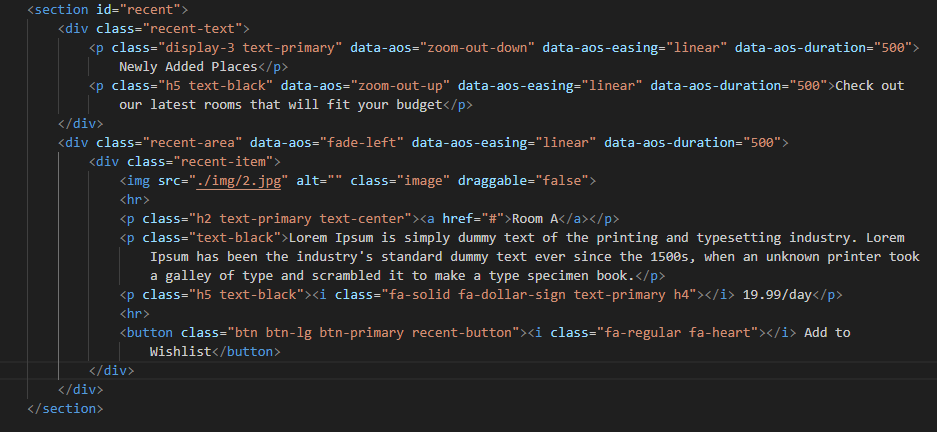 <section id="recent">
<div class="recent-text">
<p class="display-3 text-primary" data-aos="zoom-out-down" data-aos-easing="linear" data-aos-duration="500">
Newly Added Places</p>
<p class="h5 text-black" data-aos="zoom-out-up" data-aos-easing="linear" data-aos-duration="500">Check out
our latest rooms that will fit your budget</p>
</div>
<div class="recent-area" data-aos="fade-left" data-aos-easing="linear" data-aos-duration="500">
<div class="recent-item">
<img src="./img/2.jpg" alt="" class="image" draggable="false">
<hr>
<p class="h2 text-primary text-center"><a href="#">Room A</a></p>
<p class="text-black">Lorem Ipsum is simply dummy text of the printing and typesetting industry. Lorem
Ipsum has been the industry's standard dummy text ever since the 1500s, when an unknown printer took
a galley of type and scrambled it to make a type specimen book.</p>
<p class="h5 text-black"><i class="fa-solid fa-dollar-sign text-primary h4"></i> 19.99/day</p>
<hr>
<button class="btn btn-lg btn-primary recent-button"><i class="fa-regular fa-heart"></i> Add to
Wishlist</button>
</div>
</div>
</section>